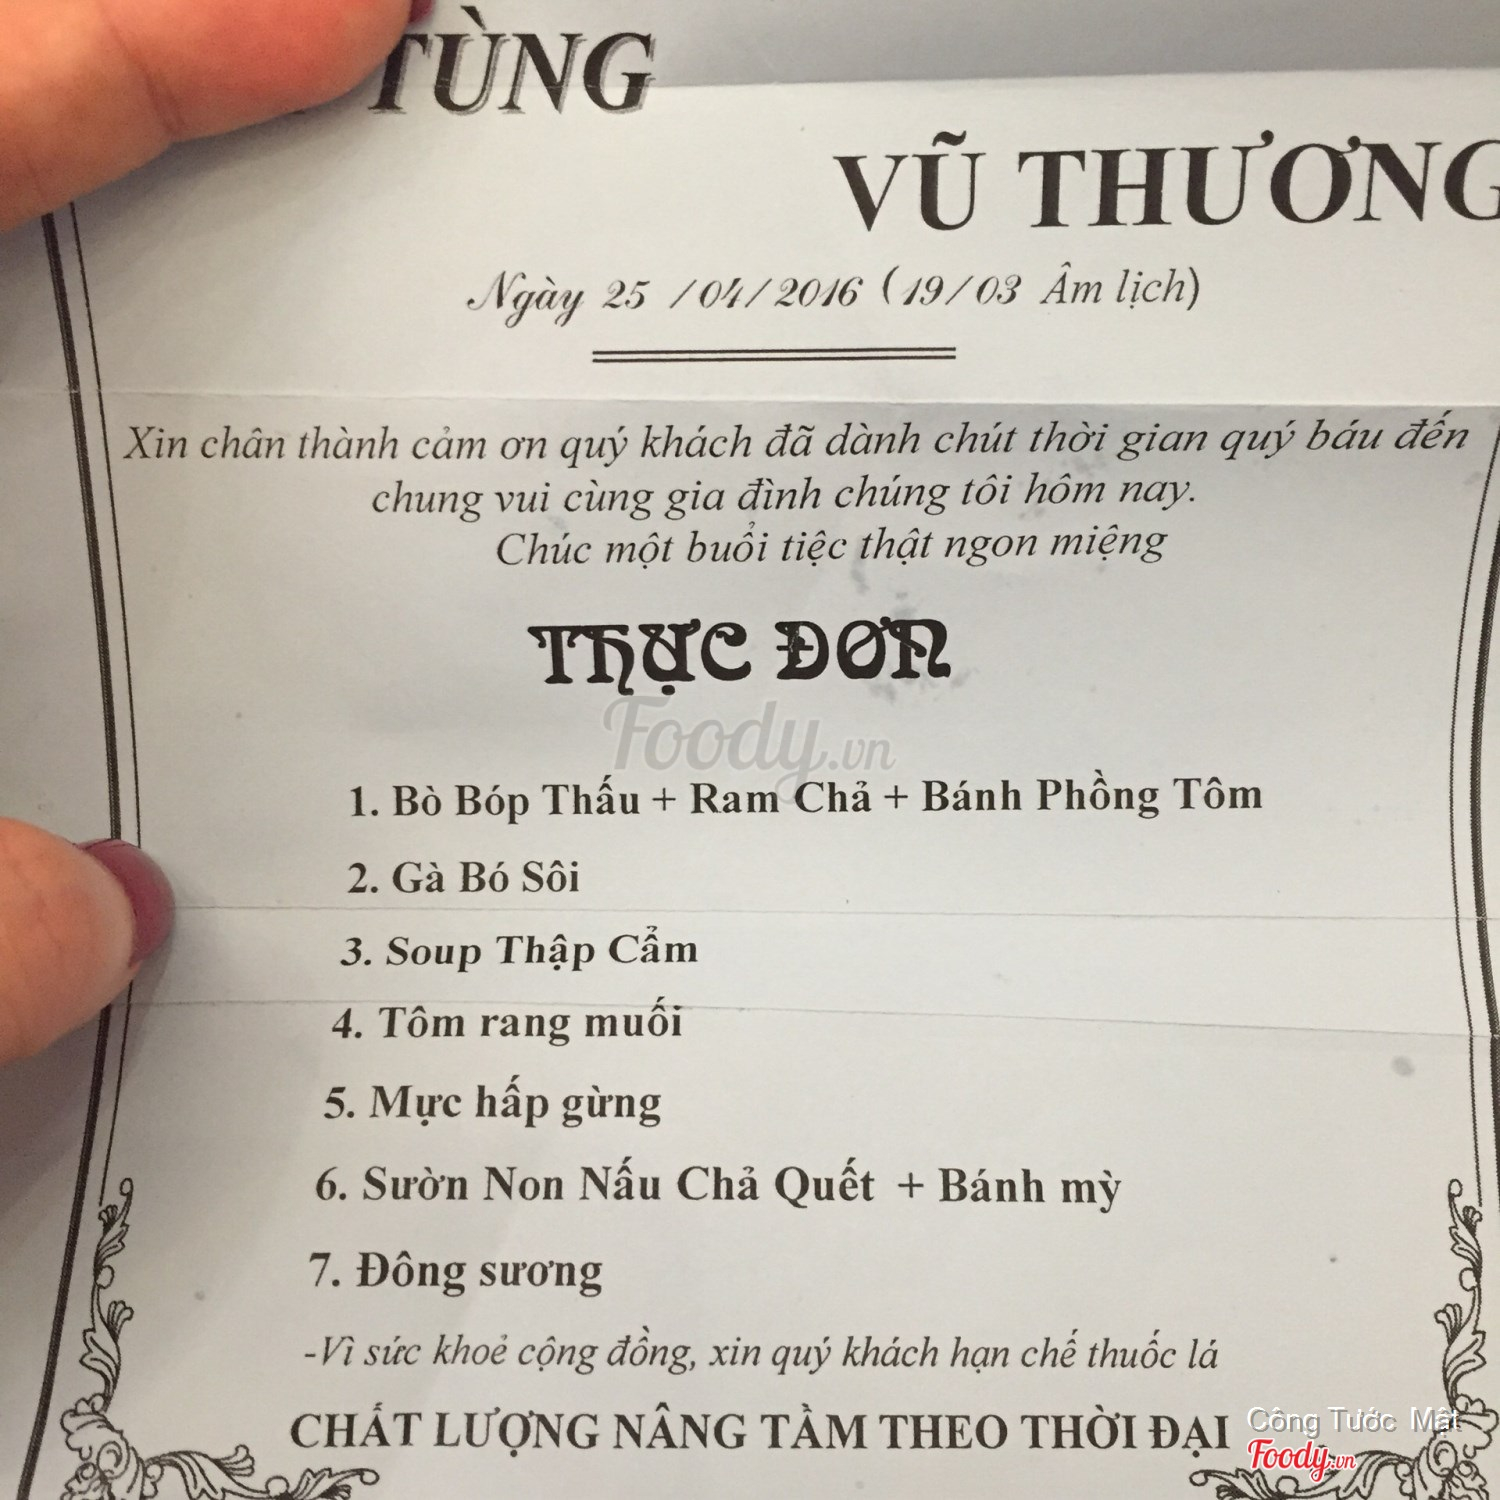 TÙNG
VŨ THƯƠNG
Ngày 25 /04/2016 (19/03 Âm lịch)
Xin chân thành cảm ơn quý khách đã dành chút thời gian quý báu đến
chung vui cùng gia đình chúng tôi hôm nay.
Chúc một buổi tiệc thật ngon miệng
THỰC ĐƠN
Foody.vn
1. Bò Bóp Thấu + Ram Chả + Bánh Phồng Tôm
2. Gà Bó Sôi
3. Soup Thập Cẩm
4. Tôm rang muối
5. Mực hấp gừng
6. Sườn Non Nấu Chả Quết + Bánh mỳ
7. Đông sương
-Vì sức khoẻ cộng đồng, xin quý khách hạn chế thuốc lá
CHẤT LƯỢNG NÂNG TẦM THEO THỜI ĐẠI
Công Tước Mật
Foody.vn